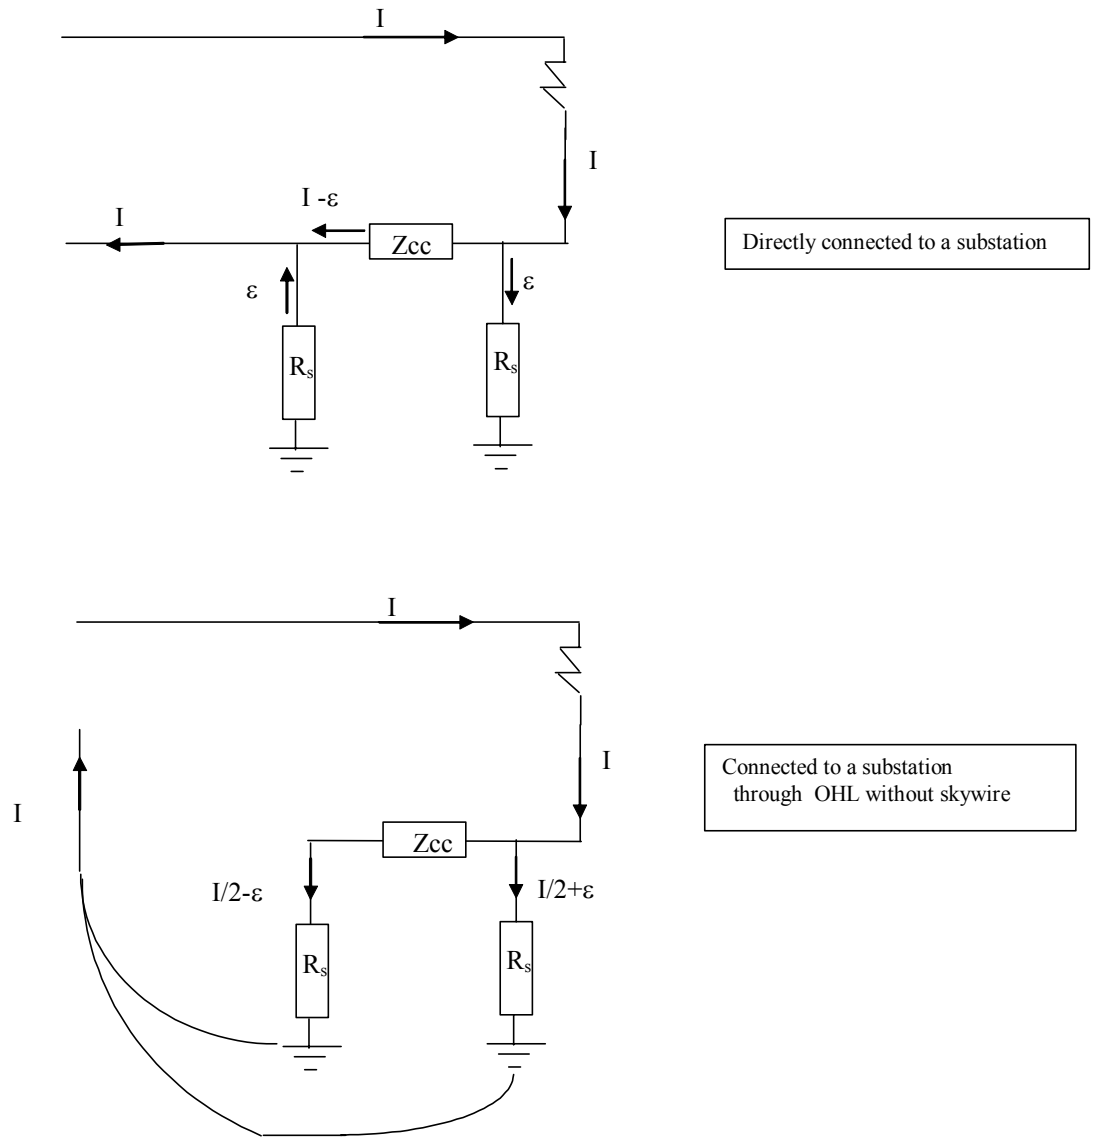 I
I
I -ε
I
Zcc
Directly connected to a substation
ε
ε
Rs
Rs
I
I
Connected to a substation
through OHL without skywire
I
Zcc
I/2-ε
I/2+ε
Rs
Rs